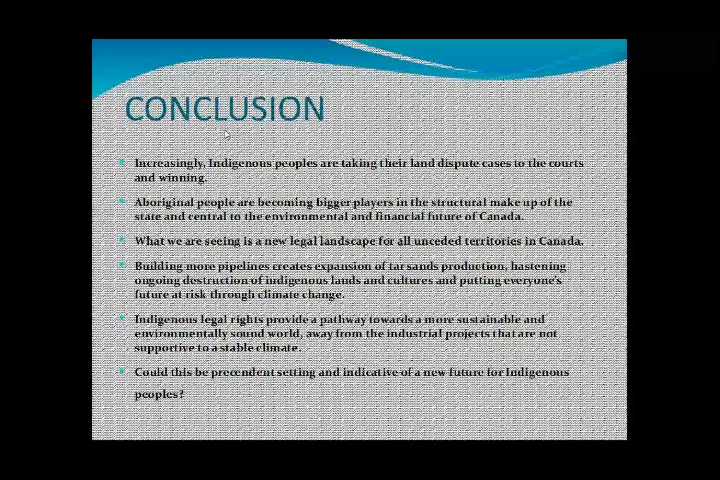 CONCLUSION
Increasingly, Indigenous peoples are taking their land dispute cases to the courts
and winning.
Aboriginal people are becoming bigger players in the structural make up of the
state and central to the environmental and financial future of Canada.
What we are seeing is a new legal landscape for all unceded territories in Canada.
Building more pipelines creates expansion of tar sands production, hastening
ongoing destruction of indigenous lands and cultures and putting everyone's
future at risk through climate change.
Indigenous legal rights provide a pathway towards a more sustainable and
environmentally sound world, away from the industrial projects that are not
supportive to a stable climate.
Could this be precendent setting and indicative of a new future for Indigenous
peoples?